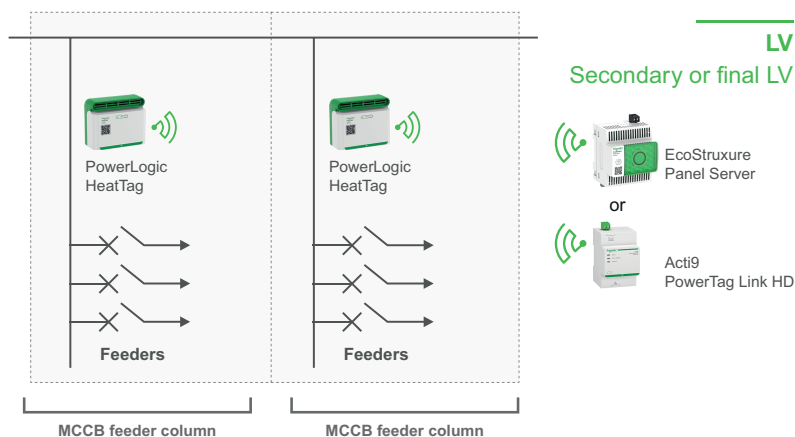 LV
Secondary or final LV
PowerLogic
HeatTag
PowerLogic
HeatTag
EcoStruxure
Panel Server
or
Acti9
PowerTag Link HD
Feeders
Feeders
MCCB feeder column
MCCB feeder column